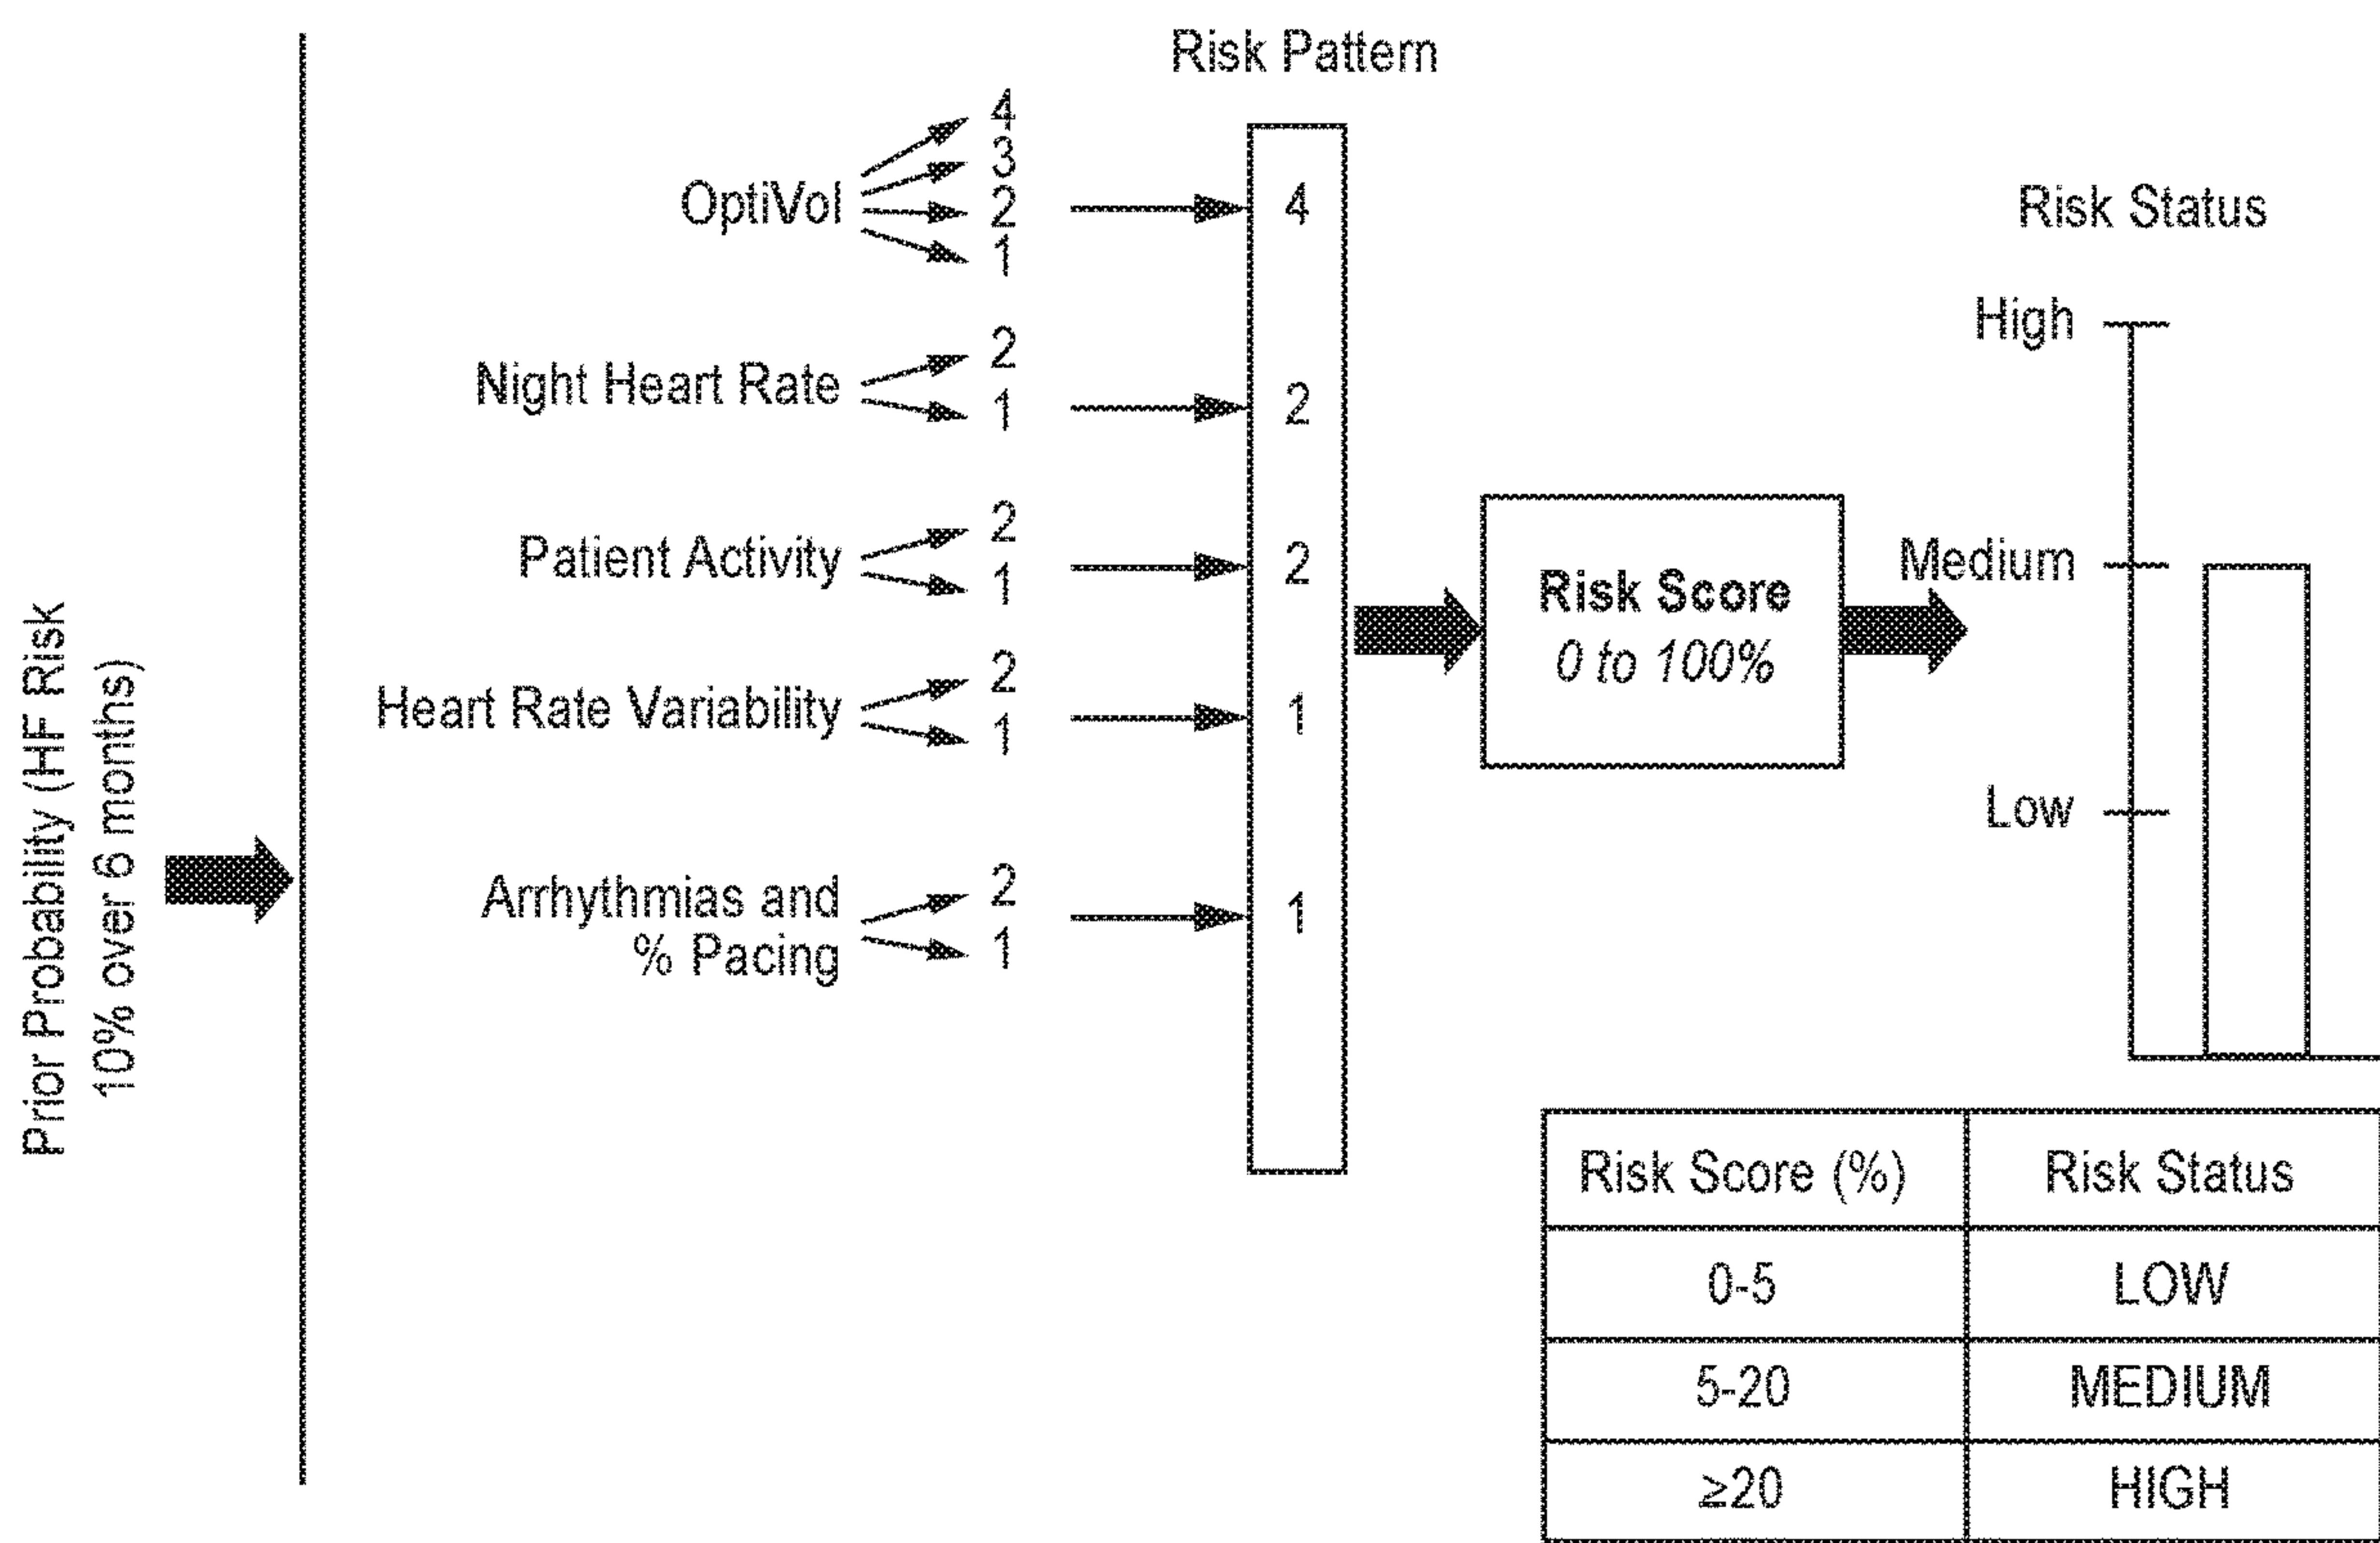 Prior Probability (HF Risk
10% over 6 months)
Risk Pattern
OptiVol
4
3
2
1
4
Night Heart Rate
2
1
2
Patient Activity
2
1
2
Heart Rate Variability
2
1
1
Arrhythmias and
% Pacing
2
1
1
Risk Score
0 to 100%
Risk Status
High
Medium
Low
Risk Score (%) Risk Status
0-5 LOW
5-20 MEDIUM
≥20 HIGH